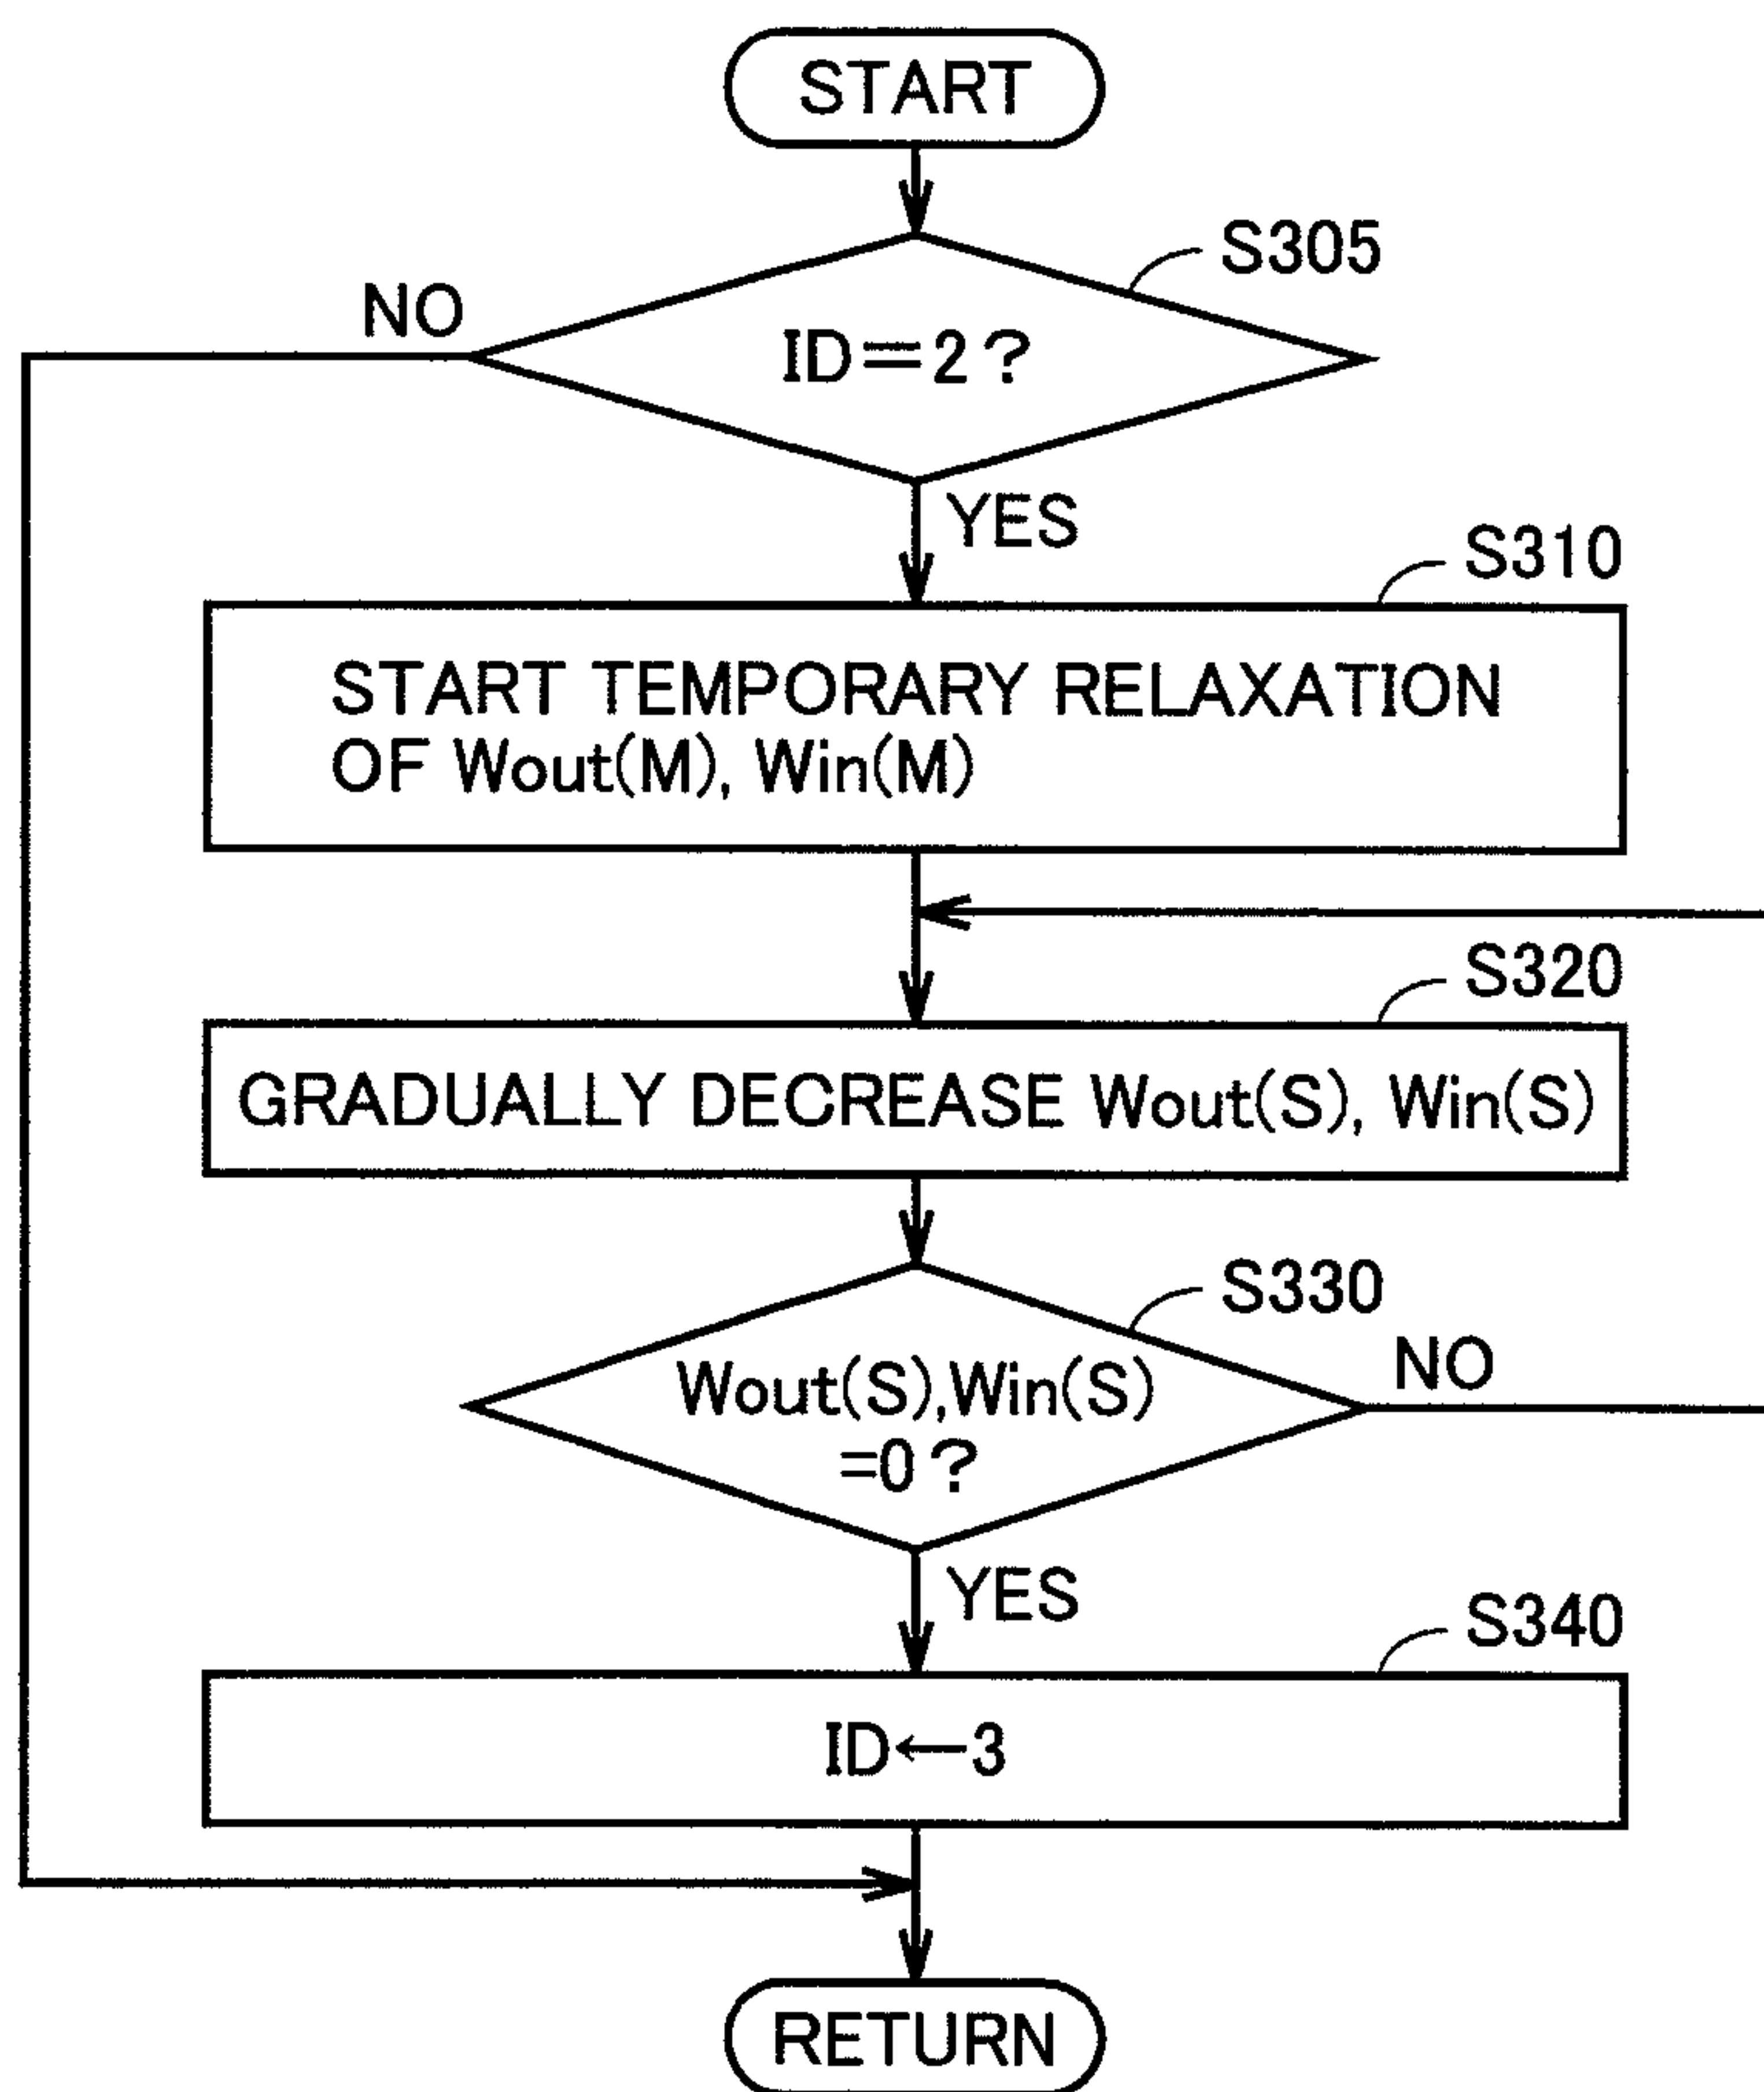 START
S305
NO
ID=2?
YES
S310
START TEMPORARY RELAXATION
OF Wout(M), Win(M)
S320
GRADUALLY DECREASE Wout(S), Win(S)
S330
NO
Wout(S),Win(S)
=0?
YES
S340
ID←3
RETURN